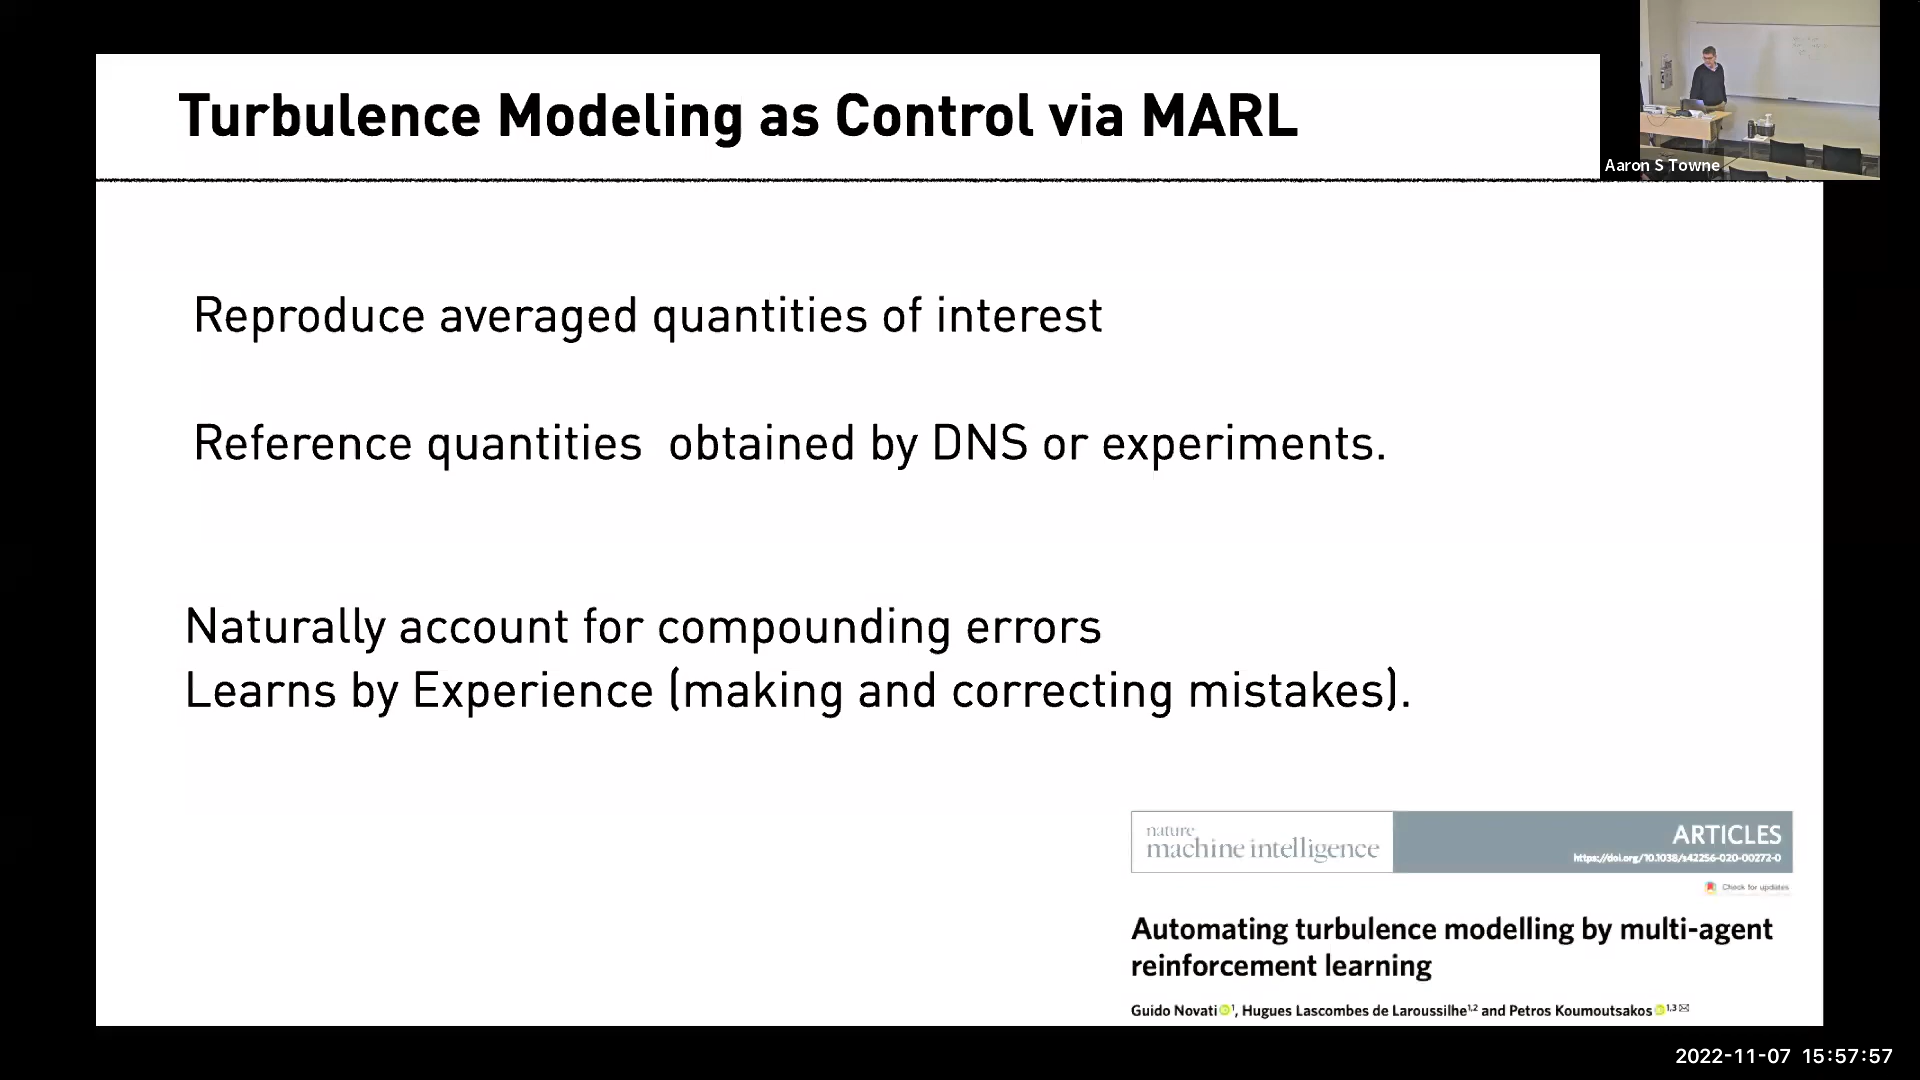 Turbulence Modeling as Control via MARL
Aaron S Towne
Reproduce averaged quantities of interest
Reference quantities obtained by DNS or experiments.
Naturally account for compounding errors
Learns by Experience (making and correcting mistakes).
nature
machine intelligence
ARTICLES
https://doi.org/10.1038/s42256-020-00272-0
Check for updates
Automating turbulence modelling by multi-agent
reinforcement learning
Guido Novati 1, Hugues Lascombes de Laroussilhe1,2 and Petros Koumoutsakos 1,3
2022-11-07 15:57:57